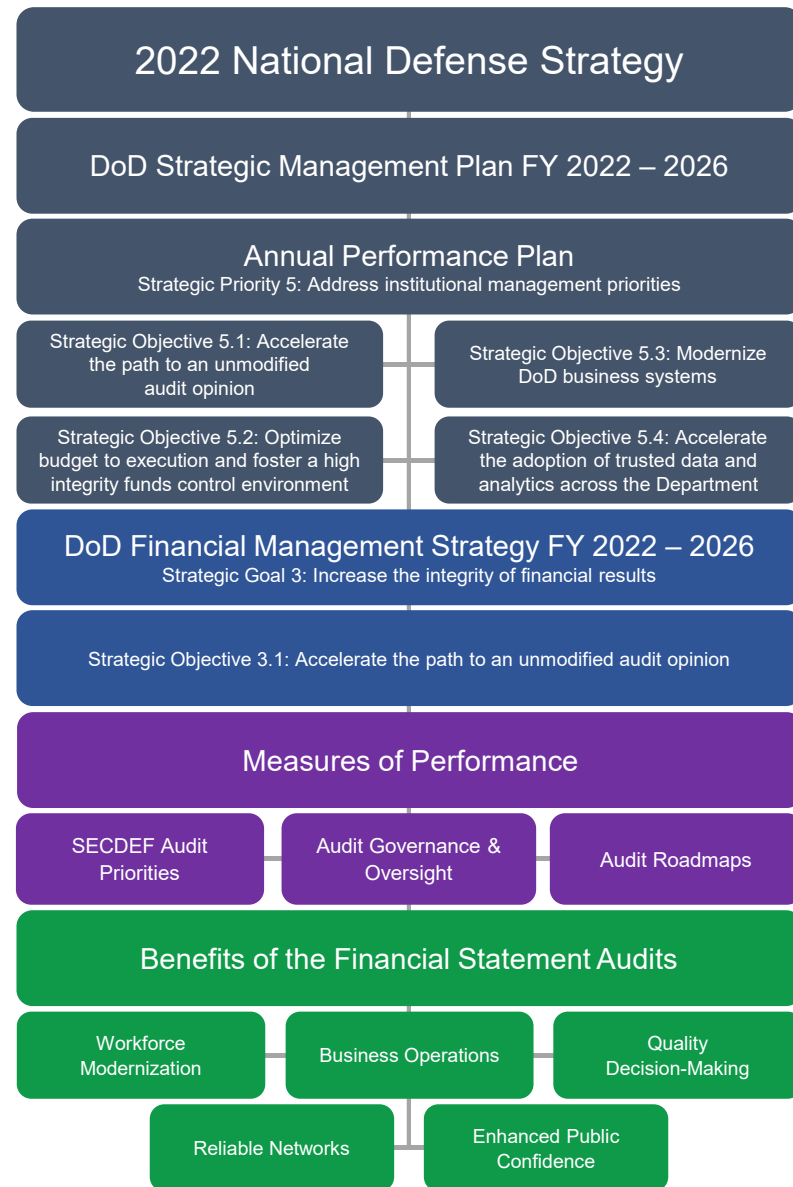 2022 National Defense Strategy
DoD Strategic Management Plan FY 2022 – 2026
Annual Performance Plan
Strategic Priority 5: Address institutional management priorities
Strategic Objective 5.1: Accelerate
the path to an unmodified
audit opinion
Strategic Objective 5.3: Modernize
DoD business systems
Strategic Objective 5.2: Optimize
budget to execution and foster a high
integrity funds control environment
Strategic Objective 5.4: Accelerate
the adoption of trusted data and
analytics across the Department
DoD Financial Management Strategy FY 2022 – 2026
Strategic Goal 3: Increase the integrity of financial results
Strategic Objective 3.1: Accelerate the path to an unmodified audit opinion
Measures of Performance
SECDEF Audit
Priorities
Audit Governance &
Oversight
Audit Roadmaps
Benefits of the Financial Statement Audits
Workforce
Modernization
Business Operations
Quality
Decision-Making
Reliable Networks
Enhanced Public
Confidence